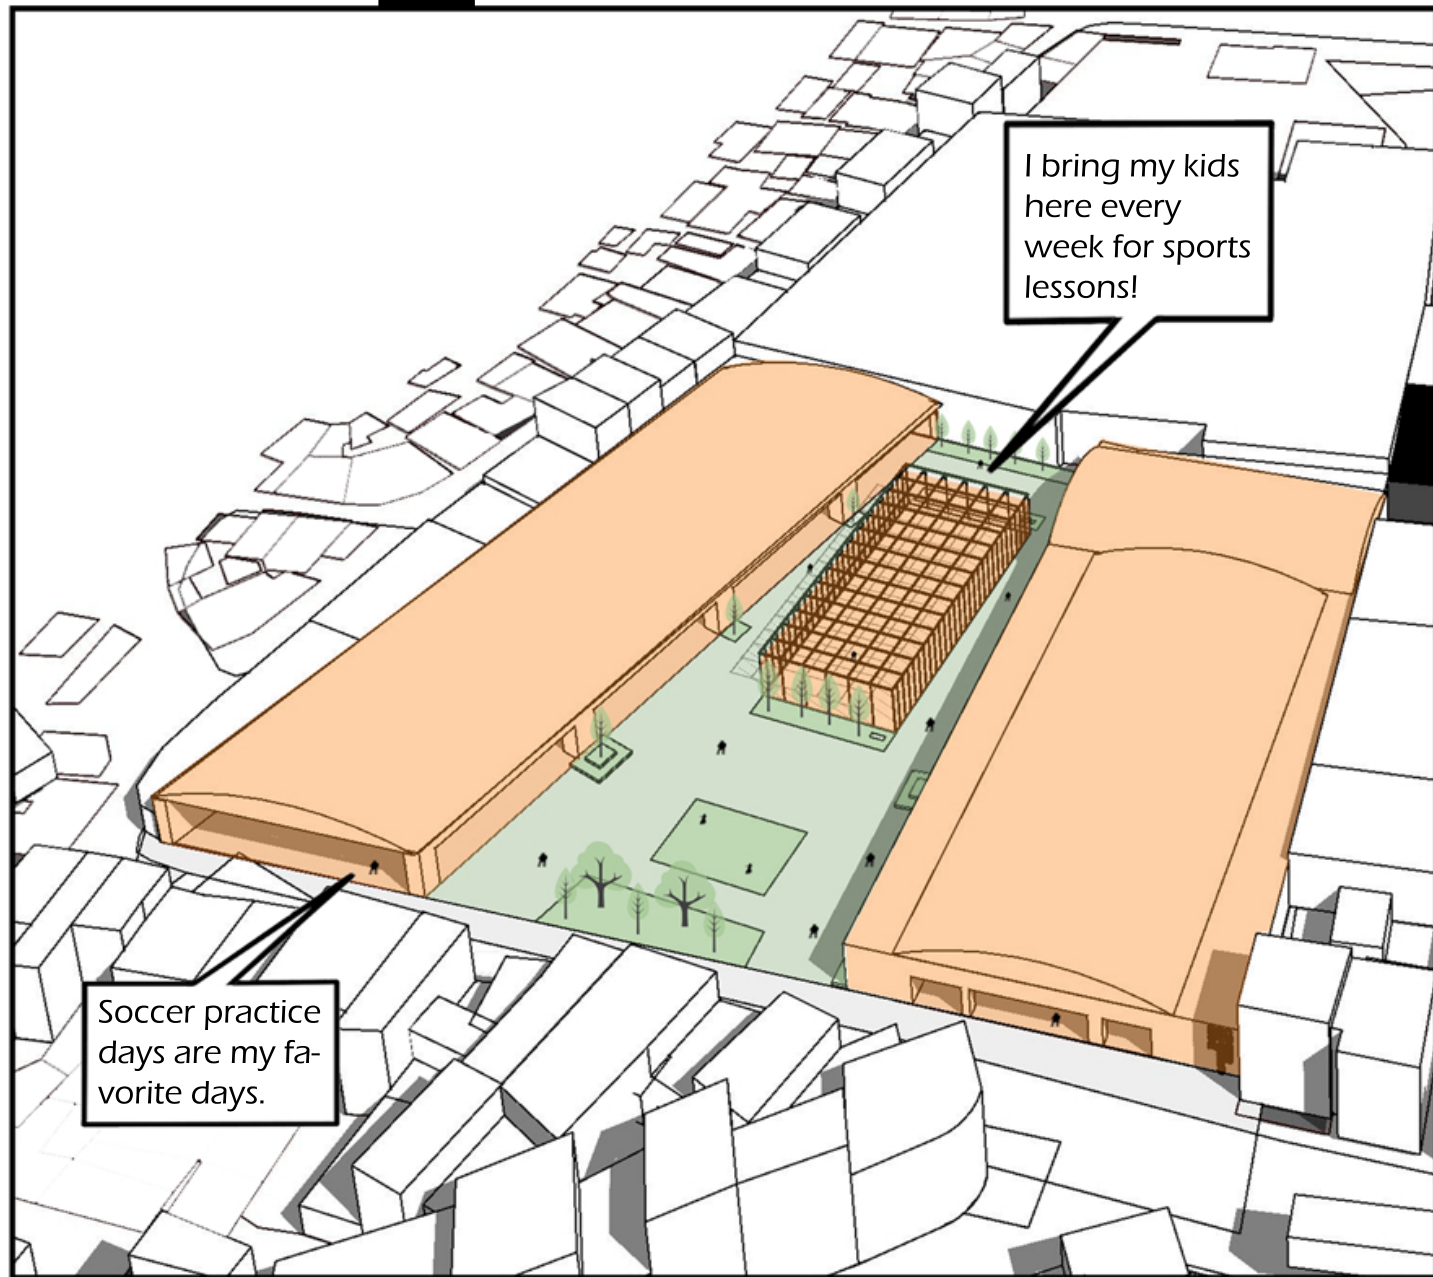 I bring my kids
here every
week for sports
lessons!
Soccer practice
days are my fa-
vorite days.